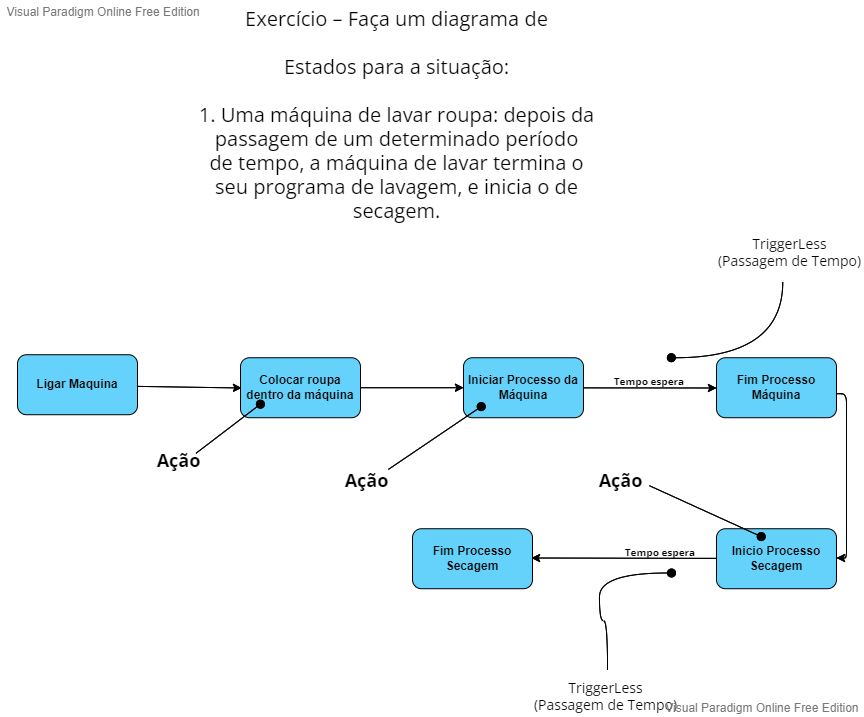 Visual Paradigm Online Free Edition
Exercício – Faça um diagrama de
Estados para a situação:
1. Uma máquina de lavar roupa: depois da
passagem de um determinado período
de tempo, a máquina de lavar termina o
seu programa de lavagem, e inicia o de
secagem.
TriggerLess
(Passagem de Tempo)
Ligar Maquina
Colocar roupa
dentro da máquina
Iniciar Processo da
Máquina
Tempo espera
Fim Processo
Máquina
Ação
Ação
Ação
Fim Processo
Secagem
Tempo espera
Inicio Processo
Secagem
TriggerLess
(Passagem de Tempo)
Visual Paradigm Online Free Edition